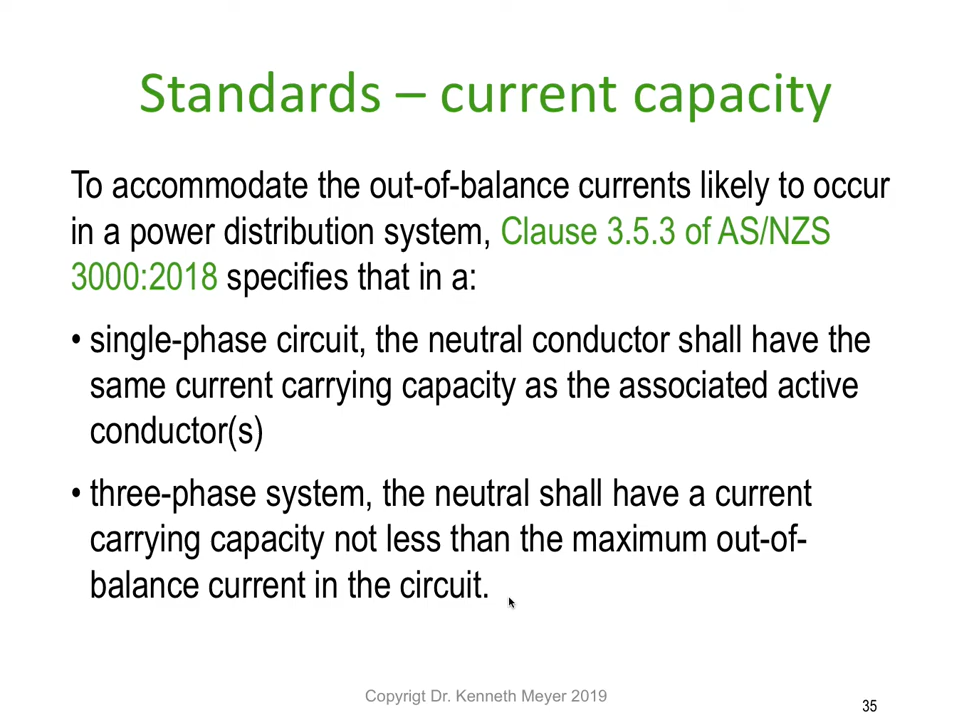 Standards – current capacity
To accommodate the out-of-balance currents likely to occur
in a power distribution system, Clause 3.5.3 of AS/NZS
3000:2018 specifies that in a:
• single-phase circuit, the neutral conductor shall have the
same current carrying capacity as the associated active
conductor(s)
• three-phase system, the neutral shall have a current
carrying capacity not less than the maximum out-of-
balance current in the circuit.
Copyrigt Dr. Kenneth Meyer 2019
35